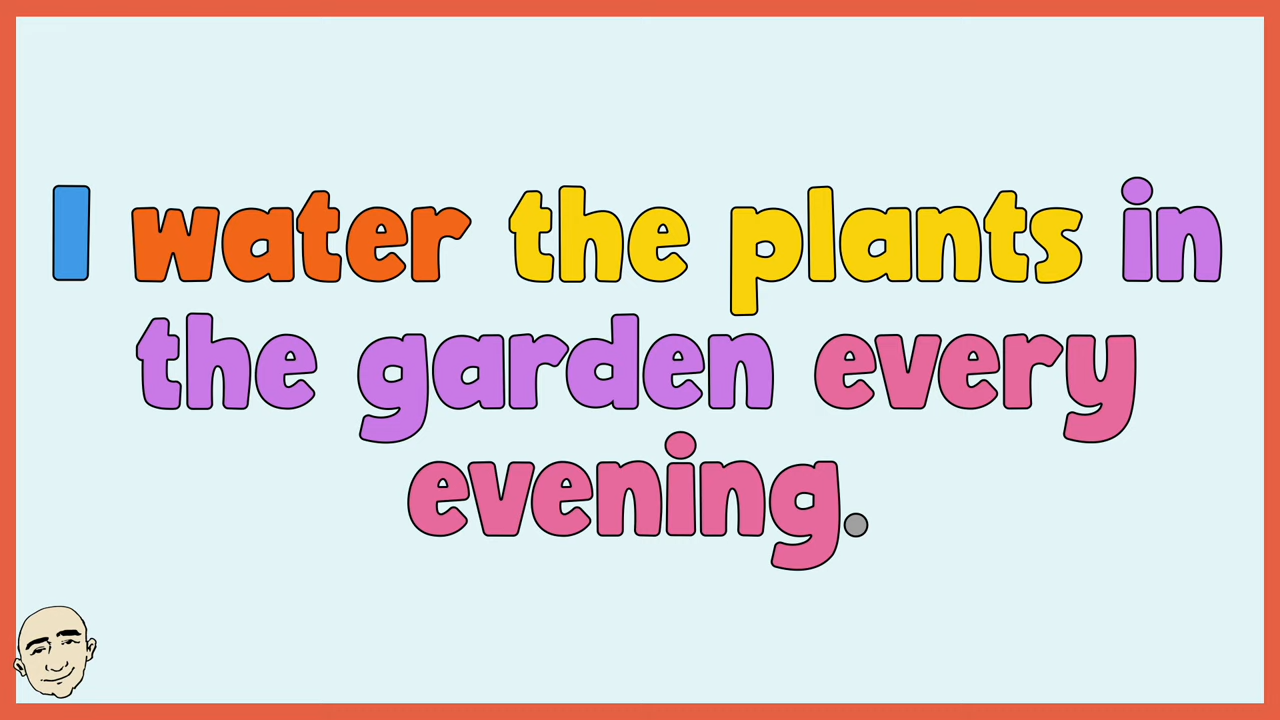 I water the plants in
the garden every
evening.